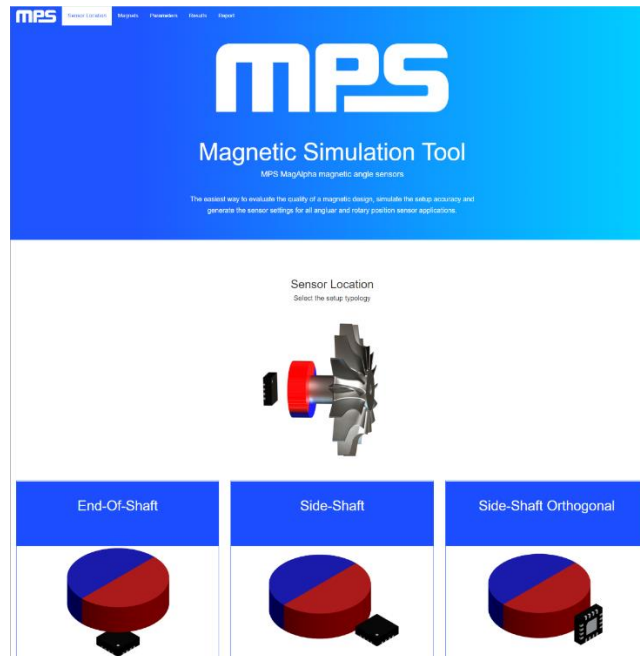 MPS Sensor Location Magnets Parameters Results Report
MPS
Magnetic Simulation Tool
MPS MagAlpha magnetic angle sensors
The easiest way to evaluate the quality of a magnetic design, simulate the setup accuracy and
generate the sensor settings for all angular and rotary position sensor applications.
Sensor Location
Select the setup typology
End-Of-Shaft Side-Shaft Side-Shaft Orthogonal